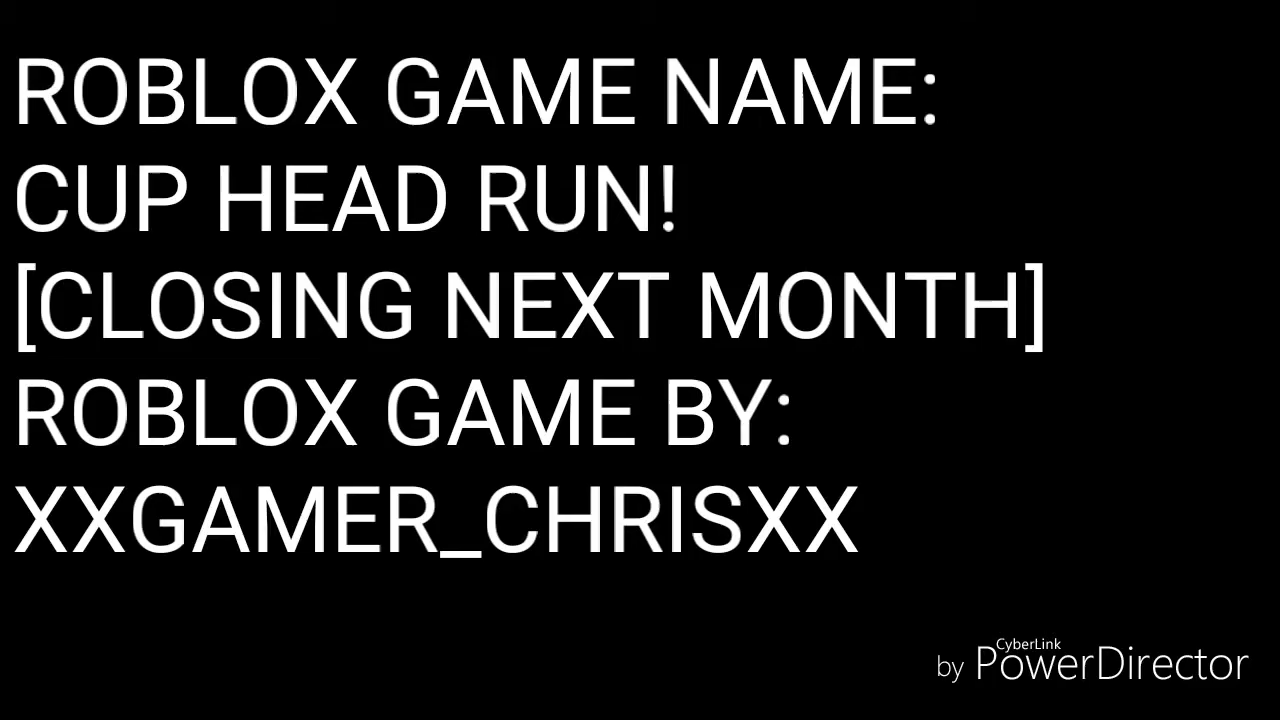 ROBLOX GAME NAME:
CUP HEAD RUN!
[CLOSING NEXT MONTH]
ROBLOX GAME BY:
XXGAMER_CHRISXX
CyberLink
by PowerDirector